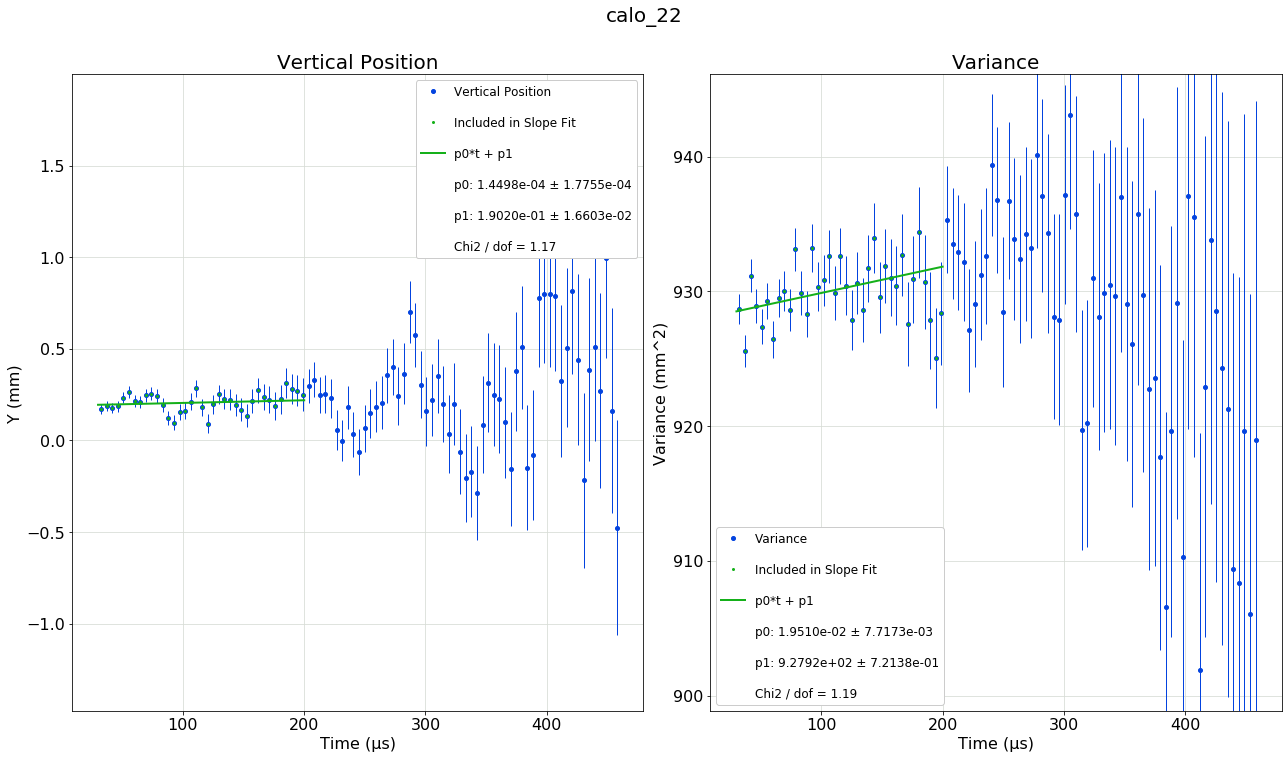 calo_22
Vertical Position
Y (mm)
1.5
1.0
0.5
0.0
−0.5
−1.0
100
200
300
400
Time (μs)
Vertical Position
Included in Slope Fit
p0*t + p1
p0: 1.4498e-04 ± 1.7755e-04
p1: 1.9020e-01 ± 1.6603e-02
Chi2 / dof = 1.17
Variance
Variance (mm^2)
940
930
920
910
900
100
200
300
400
Time (μs)
Variance
Included in Slope Fit
p0*t + p1
p0: 1.9510e-02 ± 7.7173e-03
p1: 9.2792e+02 ± 7.2138e-01
Chi2 / dof = 1.19